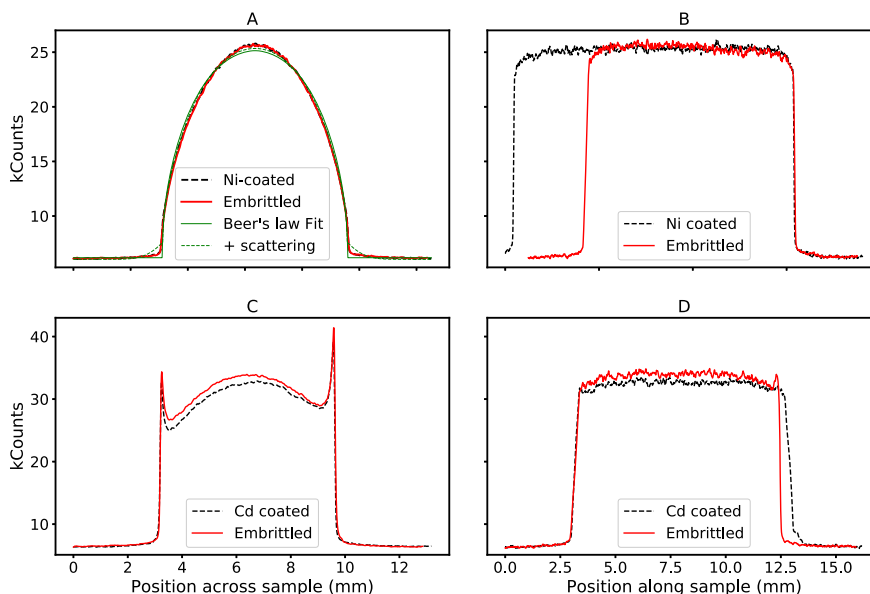 A
B
25
20
15
10
kCounts
Ni-coated
Embrittled
Beer's law Fit
+ scattering
Ni coated
Embrittled
C
D
40
30
20
10
kCounts
Cd coated
Embrittled
Cd coated
Embrittled
0 2 4 6 8 10 12
0.0 2.5 5.0 7.5 10.0 12.5 15.0
Position across sample (mm)
Position along sample (mm)